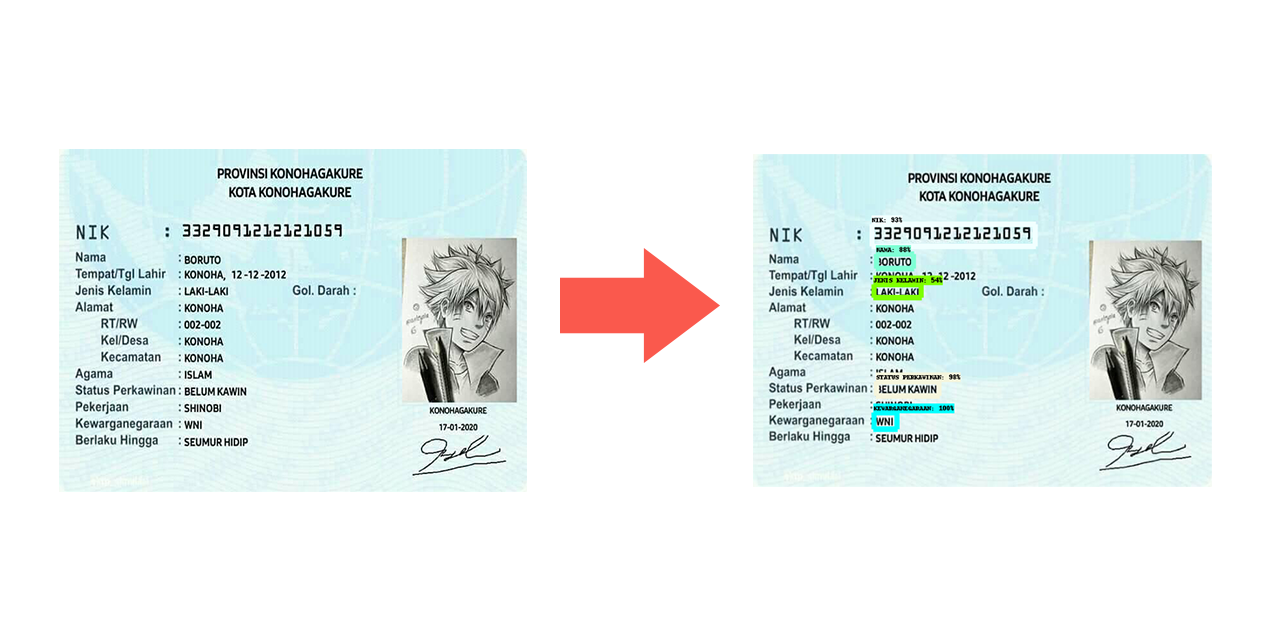 PROVINSI KONOHAGAKURE
KOTA KONOHAGAKURE
NIK : 3329091212121059
Nama : BORUTO
Tempat/Tgl Lahir : KONOHA, 12-12-2012
Jenis Kelamin : LAKI-LAKI Gol. Darah :
Alamat : KONOHA
RT/RW : 002-002
Kel/Desa : KONOHA
Kecamatan : KONOHA
Agama : ISLAM
Status Perkawinan : BELUM KAWIN
Pekerjaan : SHINOBI
Kewarganegaraan : WNI
Berlaku Hingga : SEUMUR HIDIP
KONOHAGAKURE
17-01-2020
PROVINSI KONOHAGAKURE
KOTA KONOHAGAKURE
NIK: 93%
NIK : 3329091212121059
NAMA: 88%
Nama : BORUTO
Tempat/Tgl Lahir : KONOHA, 12-12-2012
JENIS KELAMIN: 54%
Jenis Kelamin : LAKI-LAKI Gol. Darah :
Alamat : KONOHA
RT/RW : 002-002
Kel/Desa : KONOHA
Kecamatan : KONOHA
Agama : ISLAM
STATUS PERKAWINAN: 98%
Status Perkawinan : BELUM KAWIN
Pekerjaan : SHINOBI
KEWARGANEGARAAN: 100%
Kewarganegaraan : WNI
Berlaku Hingga : SEUMUR HIDIP
KONOHAGAKURE
17-01-2020